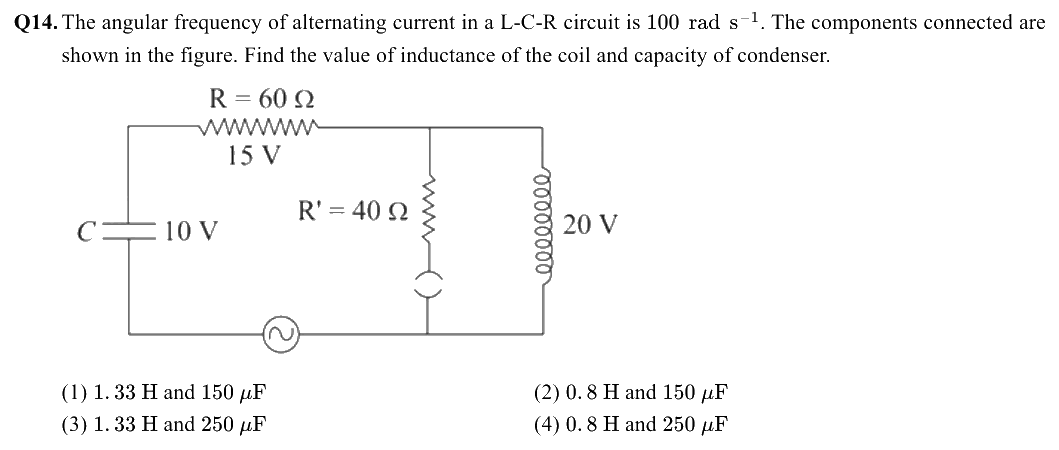 Q14. The angular frequency of alternating current in a L-C-R circuit is 100 rad s⁻¹. The components connected are
shown in the figure. Find the value of inductance of the coil and capacity of condenser.
R = 60 Ω
15 V
R' = 40 Ω
C
10 V
20 V
(1) 1. 33 H and 150 μF
(2) 0. 8 H and 150 μF
(3) 1. 33 H and 250 μF
(4) 0. 8 H and 250 μF